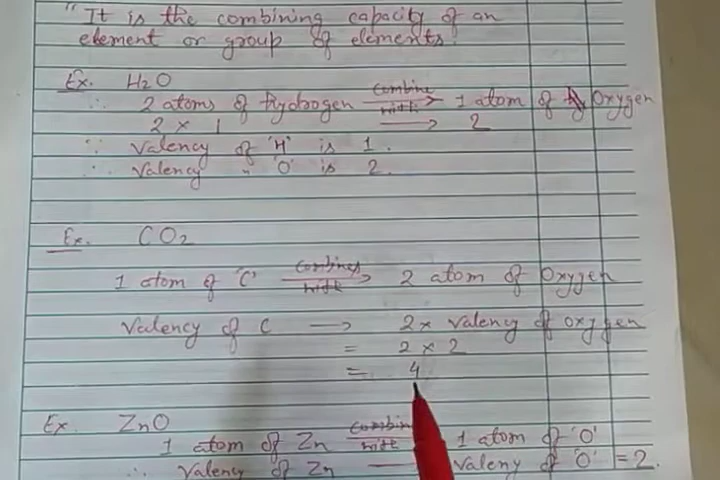 "It is the combining capacity of an
element or group of elements.
Ex. H2O
∴ 2 atoms of Hydrogen combine with → 1 atom of Oxygen
2 × 1 → 2
∵ Valency of 'H' is 1.
∴ Valency " 'O' is 2.
Ex. CO2
1 atom of 'C' combines with → 2 atom of Oxygen
Valency of C → 2 × Valency of oxygen
= 2 × 2
= 4
Ex. ZnO
1 atom of Zn combin with 1 atom of 'O'
∴ Valency of Zn — Valeny of 'O' = 2.